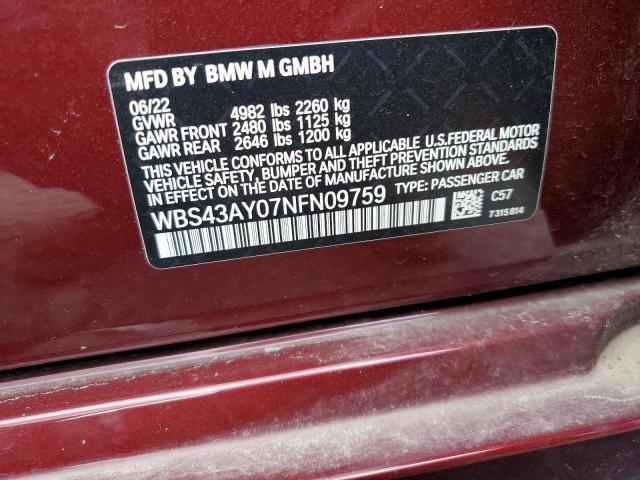 MFD BY BMW M GMBH
06/22
GVWR 4982 lbs 2260 kg
GAWR FRONT 2480 lbs 1125 kg
GAWR REAR 2646 lbs 1200 kg
THIS VEHICLE CONFORMS TO ALL APPLICABLE U.S.FEDERAL MOTOR
VEHICLE SAFETY, BUMPER AND THEFT PREVENTION STANDARDS
IN EFFECT ON THE DATE OF MANUFACTURE SHOWN ABOVE.
WBS43AY07NFN09759 TYPE: PASSENGER CAR
C57
7315814